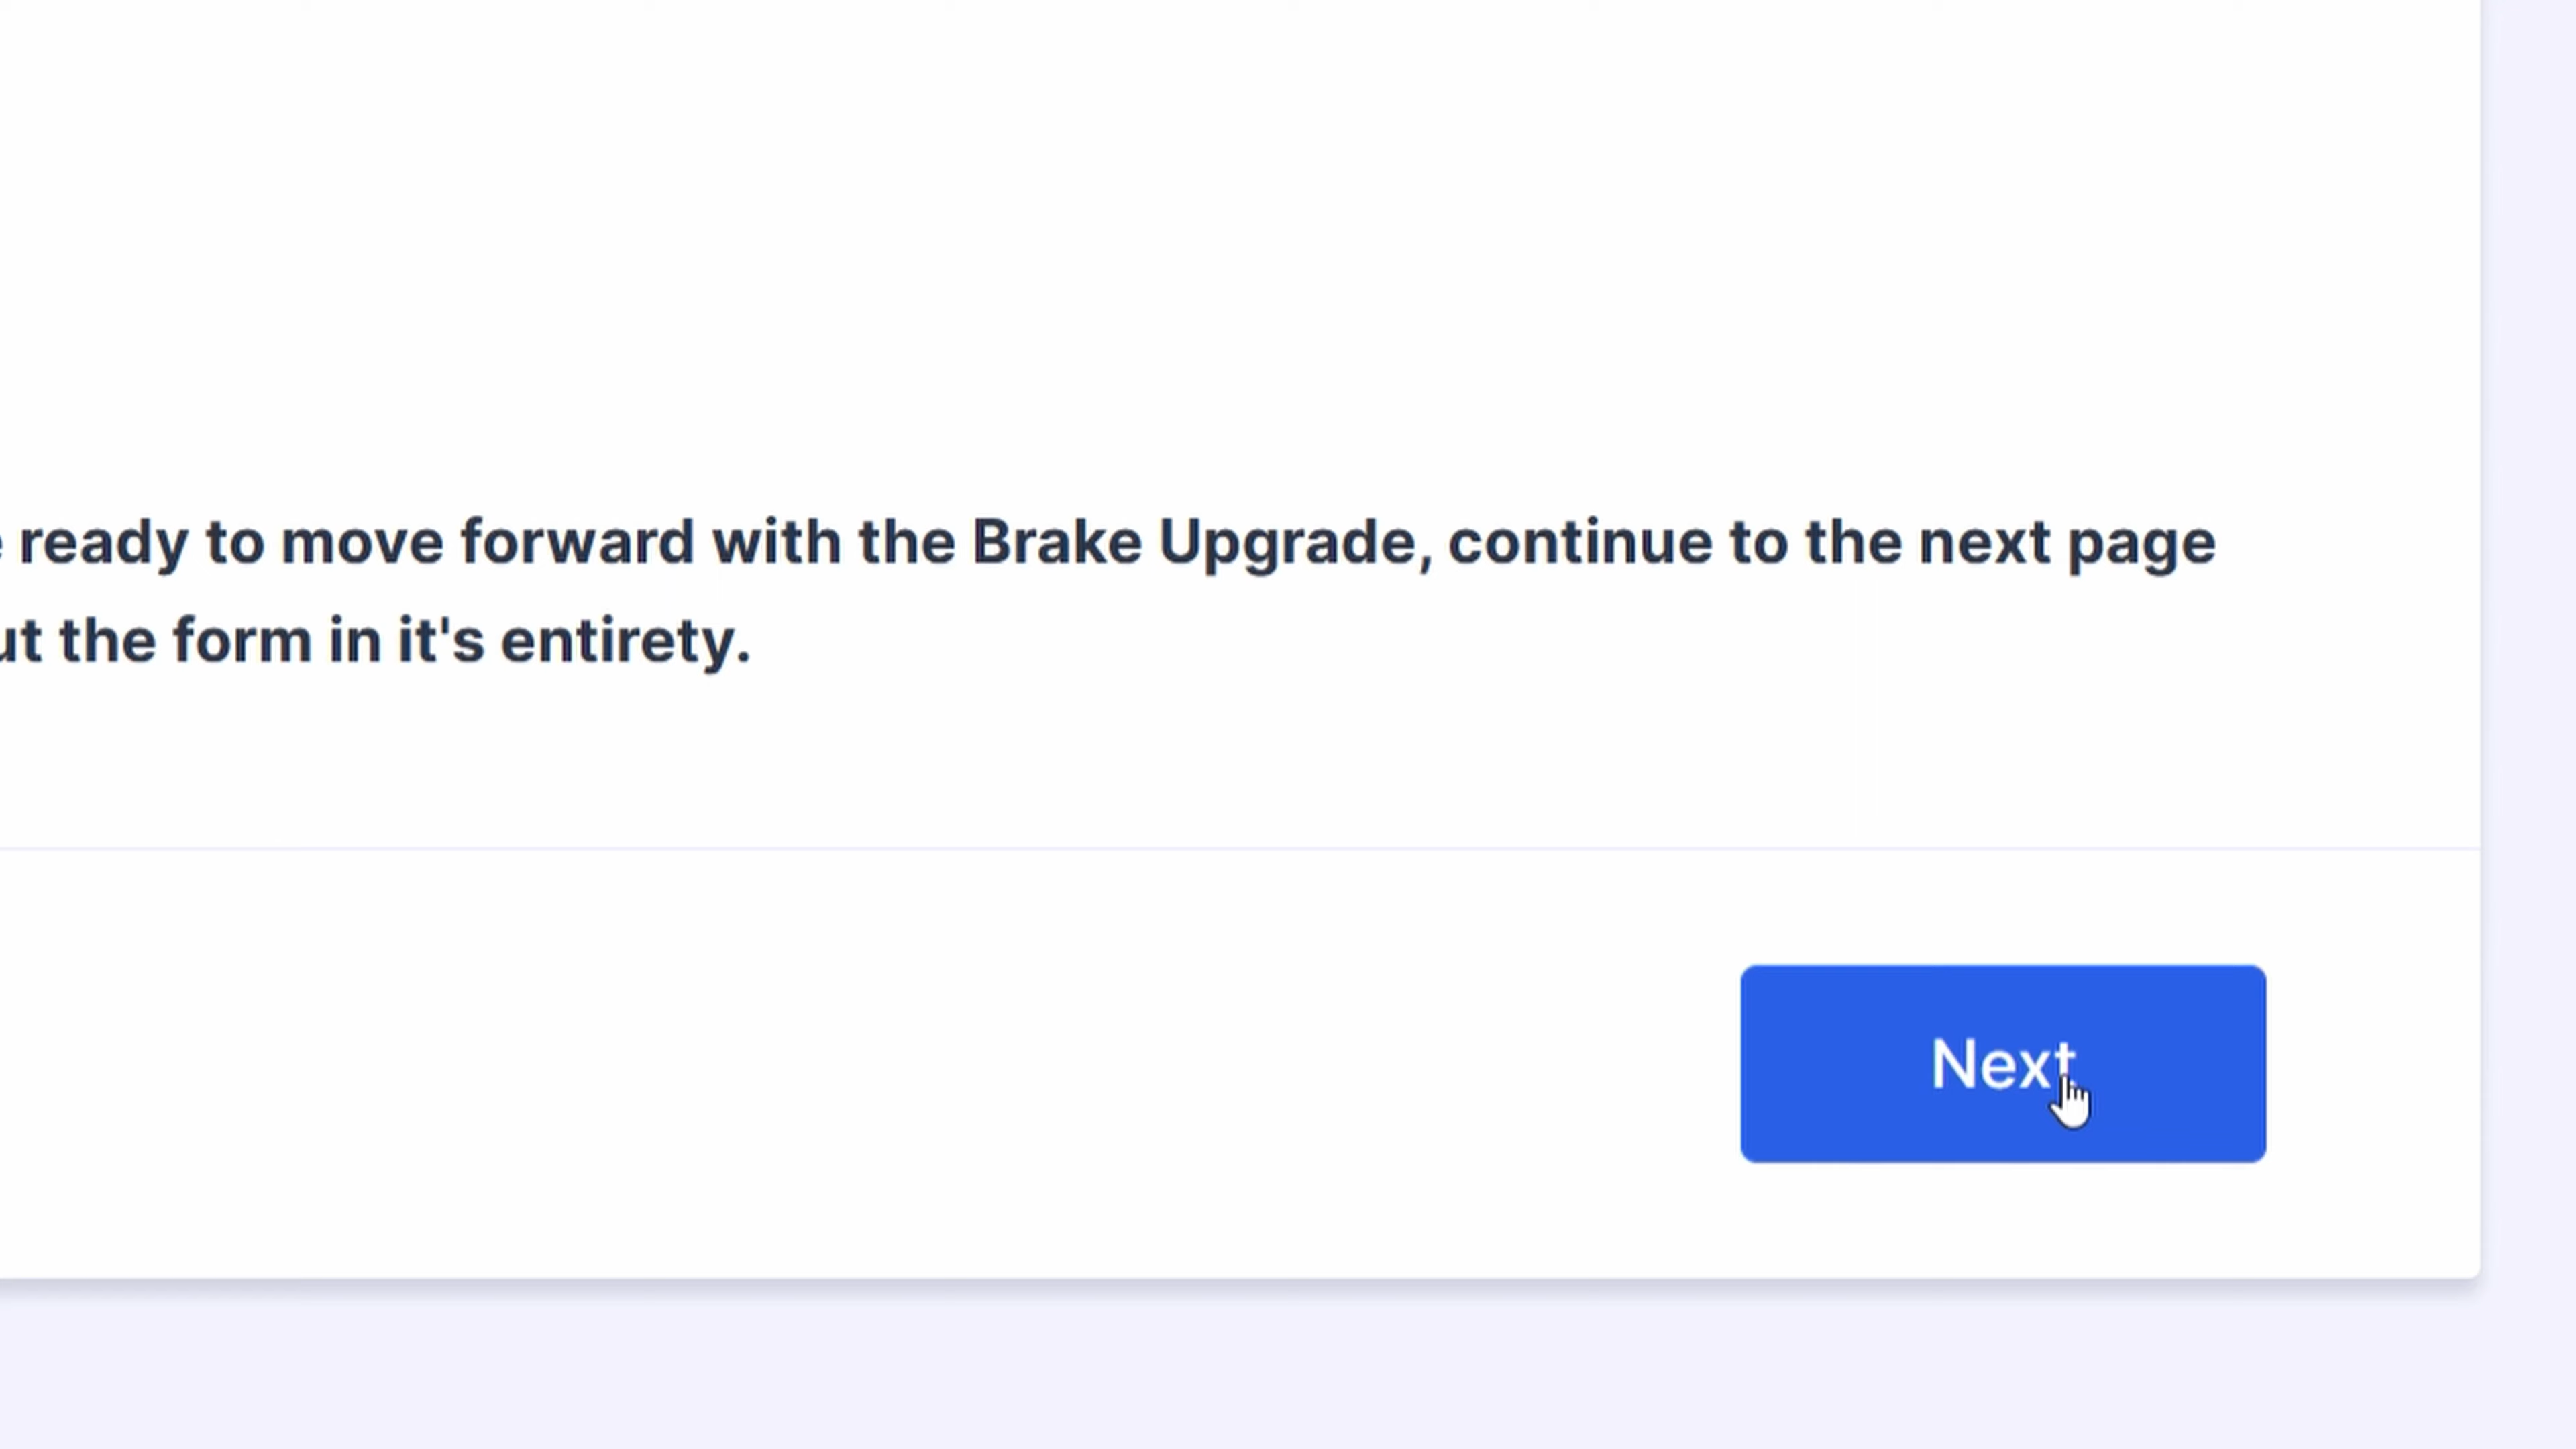 ready to move forward with the Brake Upgrade, continue to the next page
the form in it's entirety.
Next